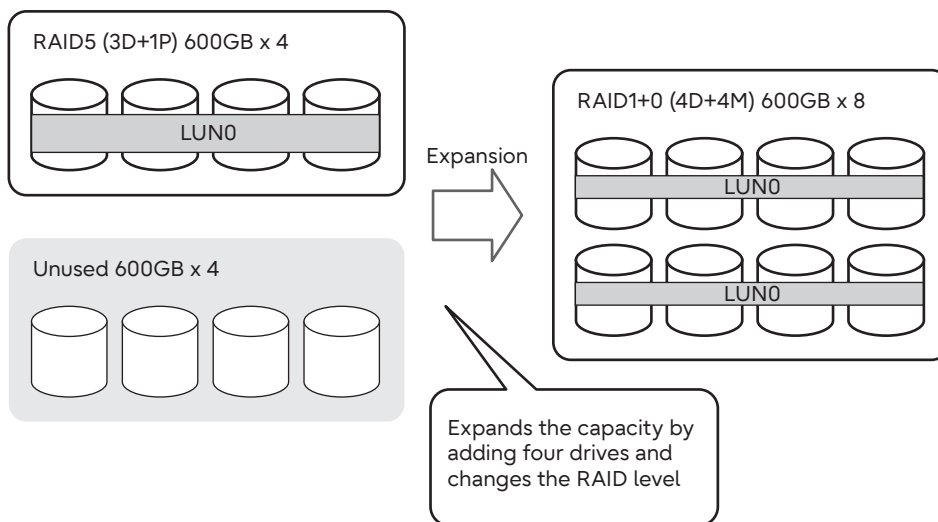 RAID5 (3D+1P) 600GB x 4
LUN0
Unused 600GB x 4
Expansion
RAID1+0 (4D+4M) 600GB x 8
LUN0
LUN0
Expands the capacity by
adding four drives and
changes the RAID level